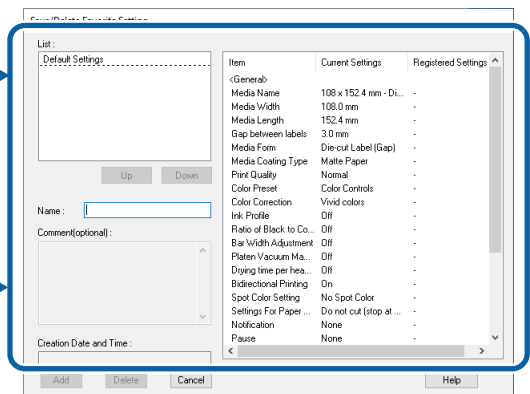 Save/Delete Favorite Setting
List :
Default Settings
Up Down
Name :
Comment(optional) :
Creation Date and Time :
Item Current Settings Registered Settings
<General>
Media Name 108 x 152.4 mm - Di... -
Media Width 108.0 mm -
Media Length 152.4 mm -
Gap between labels 3.0 mm -
Media Form Die-cut Label (Gap) -
Media Coating Type Matte Paper -
Print Quality Normal -
Color Preset Color Controls -
Color Correction Vivid colors -
Ink Profile Off -
Ratio of Black to Co... Off -
Bar Width Adjustment Off -
Platen Vacuum Ma... Off -
Drying time per hea... Off -
Bidirectional Printing On -
Spot Color Setting No Spot Color -
Settings For Paper ... Do not cut (stop at ... -
Notification None -
Pause None -
Add Delete Cancel Help